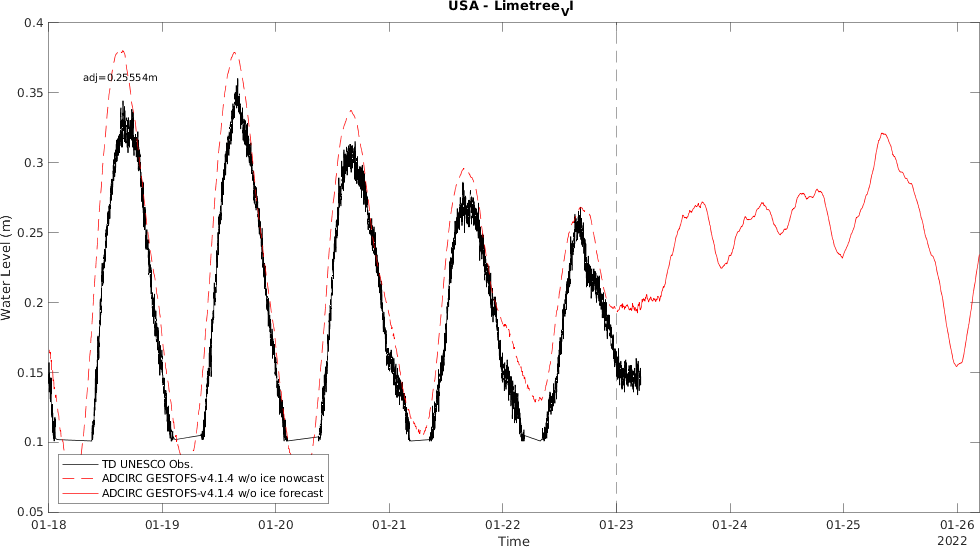 USA - Limetree_VI
adj=0.25554m
Water Level (m)
0.4
0.35
0.3
0.25
0.2
0.15
0.1
0.05
TD UNESCO Obs.
ADCIRC GESTOFS-v4.1.4 w/o ice nowcast
ADCIRC GESTOFS-v4.1.4 w/o ice forecast
01-18 01-19 01-20 01-21 01-22 01-23 01-24 01-25 01-26
Time
2022